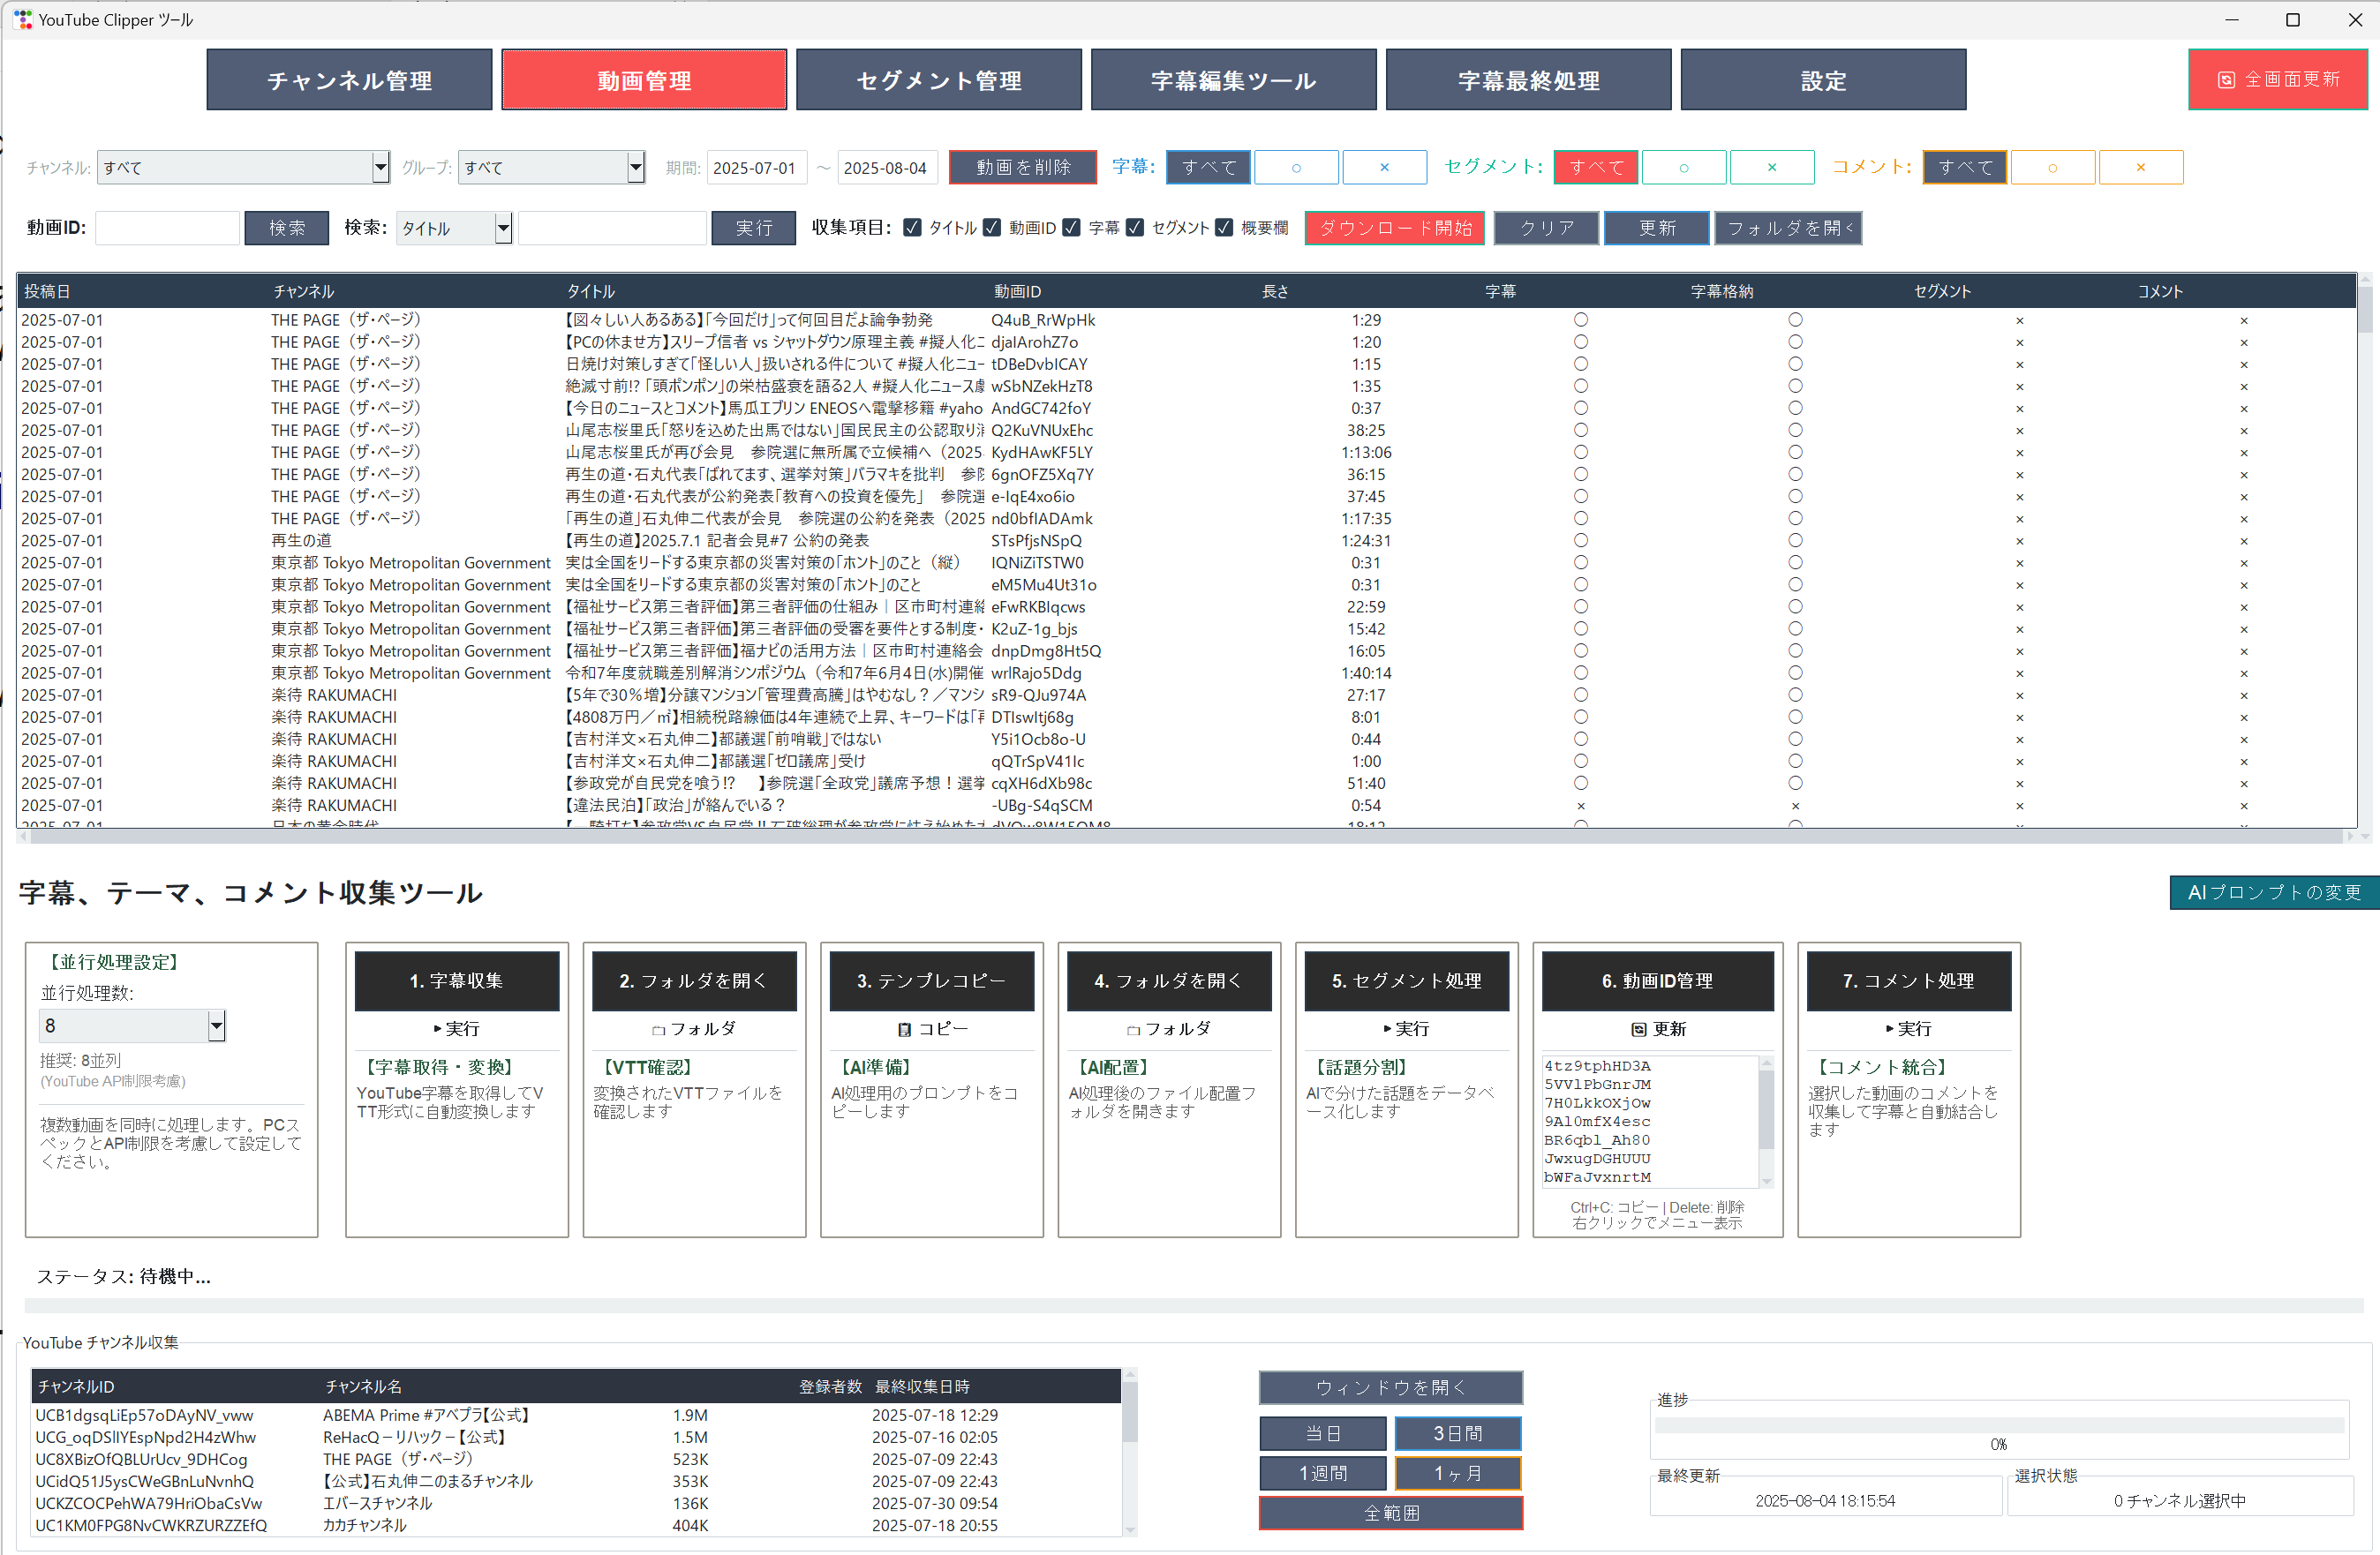 YouTube Clipper ツール
チャンネル管理 動画管理 セグメント管理 字幕編集ツール 字幕最終処理 設定 全画面更新
チャンネル: すべて グループ: すべて 期間: 2025-07-01 ～ 2025-08-04 動画を削除 字幕: すべて ○ × セグメント: すべて ○ × コメント: すべて ○ ×
動画ID: 検索 検索: タイトル 実行 収集項目: タイトル 動画ID 字幕 セグメント 概要欄 ダウンロード開始 クリア 更新 フォルダを開く
投稿日 チャンネル タイトル 動画ID 長さ 字幕 字幕格納 セグメント コメント
2025-07-01 THE PAGE（ザ・ページ） 【図々しい人あるある】「今回だけ」って何回目だよ論争勃発 Q4uB_RrWpHk 1:29 ○ ○ × ×
2025-07-01 THE PAGE（ザ・ページ） 【PCの休ませ方】スリープ信者 vs シャットダウン原理主義 #擬人化ニ djaIArohZ7o 1:20 ○ ○ × ×
2025-07-01 THE PAGE（ザ・ページ） 日焼け対策しすぎて「怪しい人」扱いされる件について #擬人化ニュー tDBeDvbICAY 1:15 ○ ○ × ×
2025-07-01 THE PAGE（ザ・ページ） 絶滅寸前!? 「頭ポンポン」の栄枯盛衰を語る2人 #擬人化ニュース劇 wSbNZekHzT8 1:35 ○ ○ × ×
2025-07-01 THE PAGE（ザ・ページ） 【今日のニュースとコメント】馬瓜エブリン ENEOSへ電撃移籍 #yaho AndGC742foY 0:37 ○ ○ × ×
2025-07-01 THE PAGE（ザ・ページ） 山尾志桜里氏「怒りを込めた出馬ではない」国民民主の公認取り消 Q2KuVNUxEhc 38:25 ○ ○ × ×
2025-07-01 THE PAGE（ザ・ページ） 山尾志桜里氏が再び会見　参院選に無所属で立候補へ（2025 KydHAwKF5LY 1:13:06 ○ ○ × ×
2025-07-01 THE PAGE（ザ・ページ） 再生の道・石丸代表「ばれてます、選挙対策」バラマキを批判　参院 6gnOFZ5Xq7Y 36:15 ○ ○ × ×
2025-07-01 THE PAGE（ザ・ページ） 再生の道・石丸代表が公約発表「教育への投資を優先」　参院選 e-IqE4xo6io 37:45 ○ ○ × ×
2025-07-01 THE PAGE（ザ・ページ） 「再生の道」石丸伸二代表が会見　参院選の公約を発表（2025 nd0bfIADAmk 1:17:35 ○ ○ × ×
2025-07-01 再生の道 【再生の道】2025.7.1 記者会見#7 公約の発表 STsPfjsNSpQ 1:24:31 ○ ○ × ×
2025-07-01 東京都 Tokyo Metropolitan Government 実は全国をリードする東京都の災害対策の「ホント」のこと（縦） IQNiZiTSTW0 0:31 ○ ○ × ×
2025-07-01 東京都 Tokyo Metropolitan Government 実は全国をリードする東京都の災害対策の「ホント」のこと eM5Mu4Ut31o 0:31 ○ ○ × ×
2025-07-01 東京都 Tokyo Metropolitan Government 【福祉サービス第三者評価】第三者評価の仕組み｜区市町村連絡 eFwRKBIqcws 22:59 ○ ○ × ×
2025-07-01 東京都 Tokyo Metropolitan Government 【福祉サービス第三者評価】第三者評価の受審を要件とする制度・ K2uZ-1g_bjs 15:42 ○ ○ × ×
2025-07-01 東京都 Tokyo Metropolitan Government 【福祉サービス第三者評価】福ナビの活用方法｜区市町村連絡会 dnpDmg8Ht5Q 16:05 ○ ○ × ×
2025-07-01 東京都 Tokyo Metropolitan Government 令和7年度就職差別解消シンポジウム（令和7年6月4日(水)開催 wrlRajo5Ddg 1:40:14 ○ ○ × ×
2025-07-01 楽待 RAKUMACHI 【5年で30％増】分譲マンション「管理費高騰」はやむなし？／マンシ sR9-QJu974A 27:17 ○ ○ × ×
2025-07-01 楽待 RAKUMACHI 【4808万円／㎡】相続税路線価は4年連続で上昇、キーワードは「再 DTIswItj68g 8:01 ○ ○ × ×
2025-07-01 楽待 RAKUMACHI 【吉村洋文×石丸伸二】都議選「前哨戦」ではない Y5i1Ocb8o-U 0:44 ○ ○ × ×
2025-07-01 楽待 RAKUMACHI 【吉村洋文×石丸伸二】都議選「ゼロ議席」受け qQTrSpV41Ic 1:00 ○ ○ × ×
2025-07-01 楽待 RAKUMACHI 【参政党が自民党を喰う!?　】参院選「全政党」議席予想！選挙 cqXH6dXb98c 51:40 ○ ○ × ×
2025-07-01 楽待 RAKUMACHI 【違法民泊】「政治」が絡んでいる？ -UBg-S4qSCM 0:54 × × × ×
字幕、テーマ、コメント収集ツール AIプロンプトの変更
【並行処理設定】
並行処理数:
8
推奨: 8並列
(YouTube API制限考慮)
複数動画を同時に処理します。PCス
ペックとAPI制限を考慮して設定して
ください。
1. 字幕収集
▶実行
【字幕取得・変換】
YouTube字幕を取得してV
TT形式に自動変換します
2. フォルダを開く
フォルダ
【VTT確認】
変換されたVTTファイルを
確認します
3. テンプレコピー
コピー
【AI準備】
AI処理用のプロンプトをコ
ピーします
4. フォルダを開く
フォルダ
【AI配置】
AI処理後のファイル配置フ
ォルダを開きます
5. セグメント処理
▶実行
【話題分割】
AIで分けた話題をデータベ
ース化します
6. 動画ID管理
更新
4tz9tphHD3A
5VVlPbGnrJM
7H0LkkOXjOw
9Al0mfX4esc
BR6qbl_Ah80
JwxugDGHUUU
bWFaJvxnrtM
Ctrl+C: コピー | Delete: 削除
右クリックでメニュー表示
7. コメント処理
▶実行
【コメント統合】
選択した動画のコメントを
収集して字幕と自動結合し
ます
ステータス: 待機中...
YouTube チャンネル収集
チャンネルID チャンネル名 登録者数 最終収集日時
UCB1dgsqLiEp57oDAyNV_vww ABEMA Prime #アベプラ【公式】 1.9M 2025-07-18 12:29
UCG_oqDSlIYEspNpd2H4zWhw ReHacQ－リハック－【公式】 1.5M 2025-07-16 02:05
UC8XBizOfQBLUrUcv_9DHCog THE PAGE（ザ・ページ） 523K 2025-07-09 22:43
UCidQ51J5ysCWeGBnLuNvnhQ 【公式】石丸伸二のまるチャンネル 353K 2025-07-09 22:43
UCKZCOCPehWA79HriObaCsVw エバースチャンネル 136K 2025-07-30 09:54
UC1KM0FPG8NvCWKRZURZZEfQ カカチャンネル 404K 2025-07-18 20:55
ウィンドウを開く
当日 3日間
1週間 1ヶ月
全範囲
進捗
0%
最終更新
2025-08-04 18:15:54
選択状態
0 チャンネル選択中